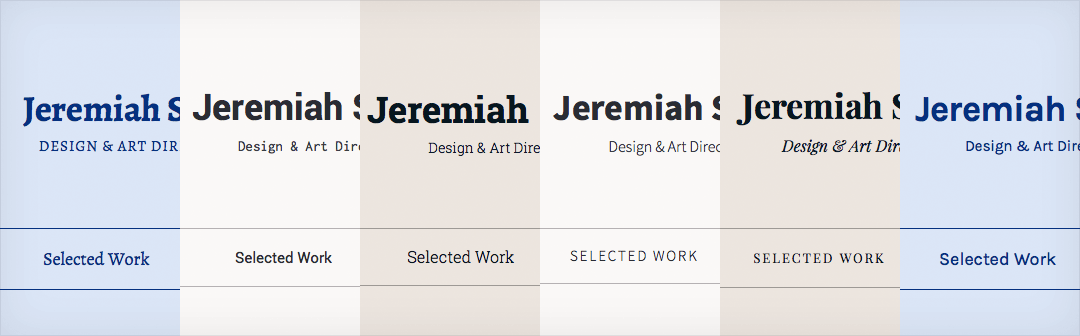 Jeremiah S
DESIGN & ART DIR
Selected Work
Jeremiah S
Design & Art Dire
Selected Work
Jeremiah
Design & Art Dire
Selected Work
Jeremiah S
Design & Art Direc
SELECTED WORK
Jeremiah S
Design & Art Dir
SELECTED WORK
Jeremiah S
Design & Art Dir
Selected Work